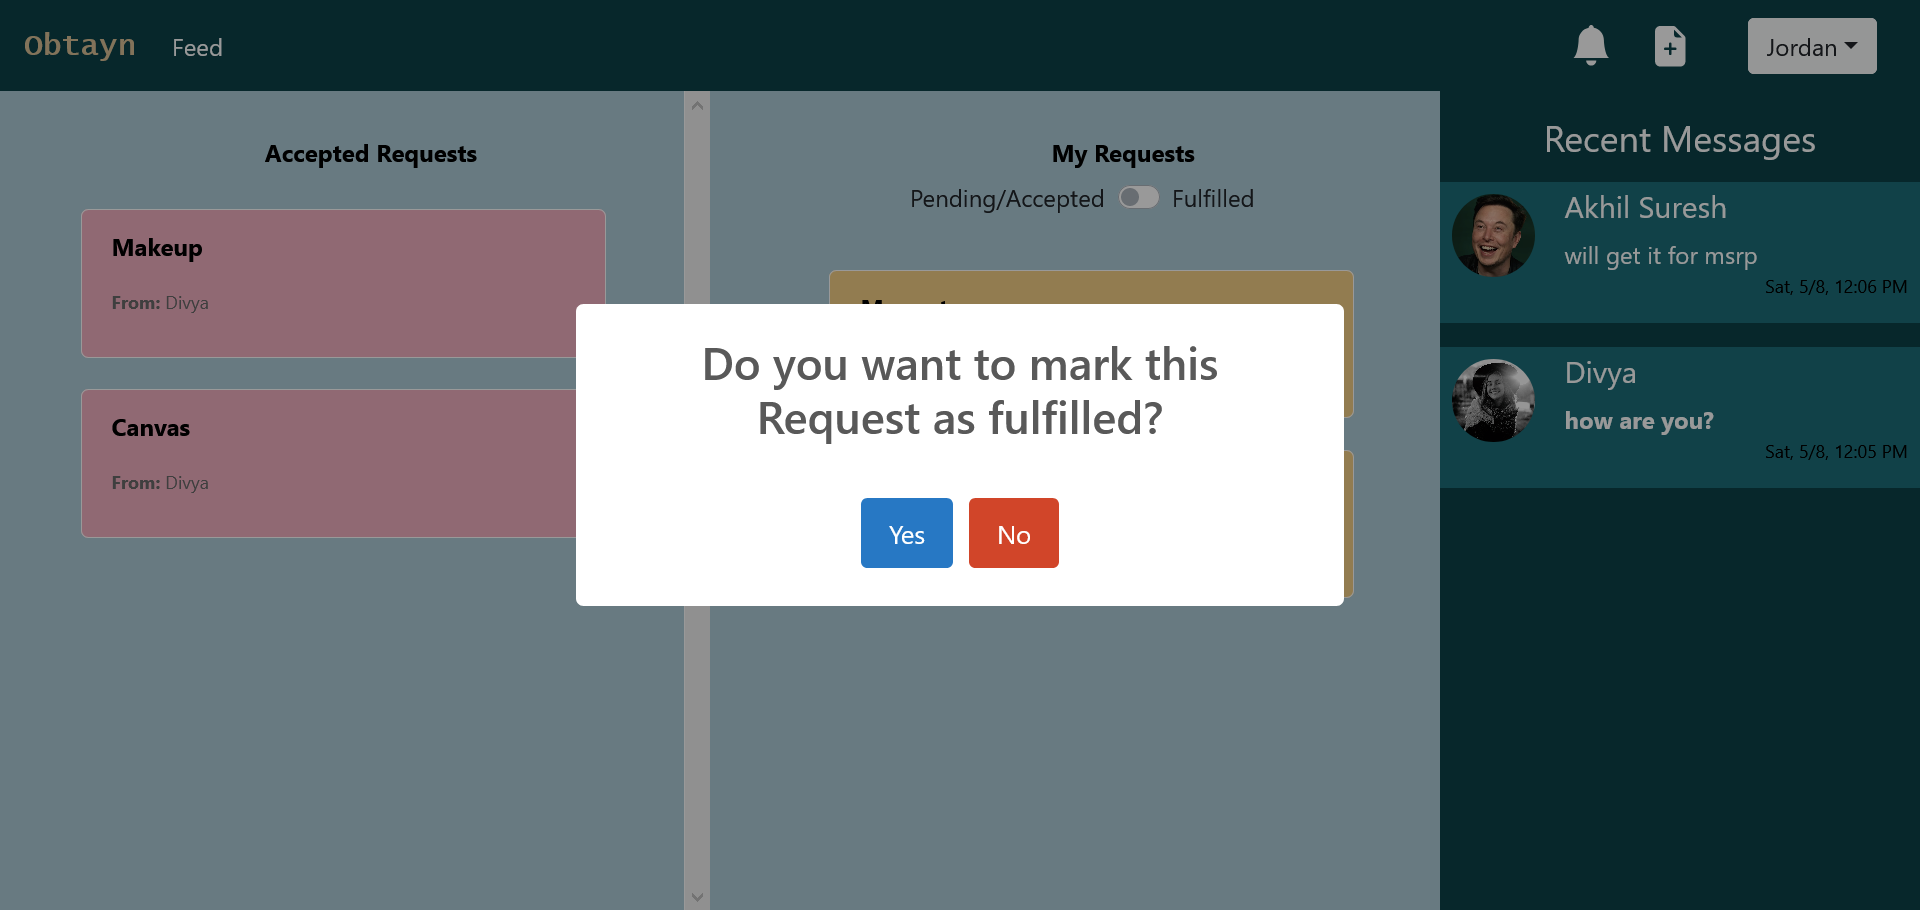 Obtayn
Feed
Jordan
Accepted Requests
Makeup
From: Divya
Canvas
From: Divya
My Requests
Pending/Accepted
Fulfilled
Do you want to mark this
Request as fulfilled?
Yes
No
Recent Messages
Akhil Suresh
will get it for msrp
Sat, 5/8, 12:06 PM
Divya
how are you?
Sat, 5/8, 12:05 PM